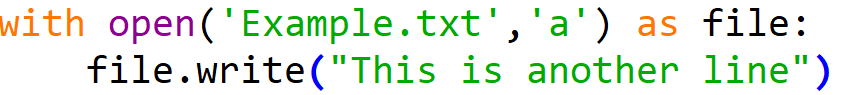 with open('Example.txt','a') as file:
    file.write("This is another line")